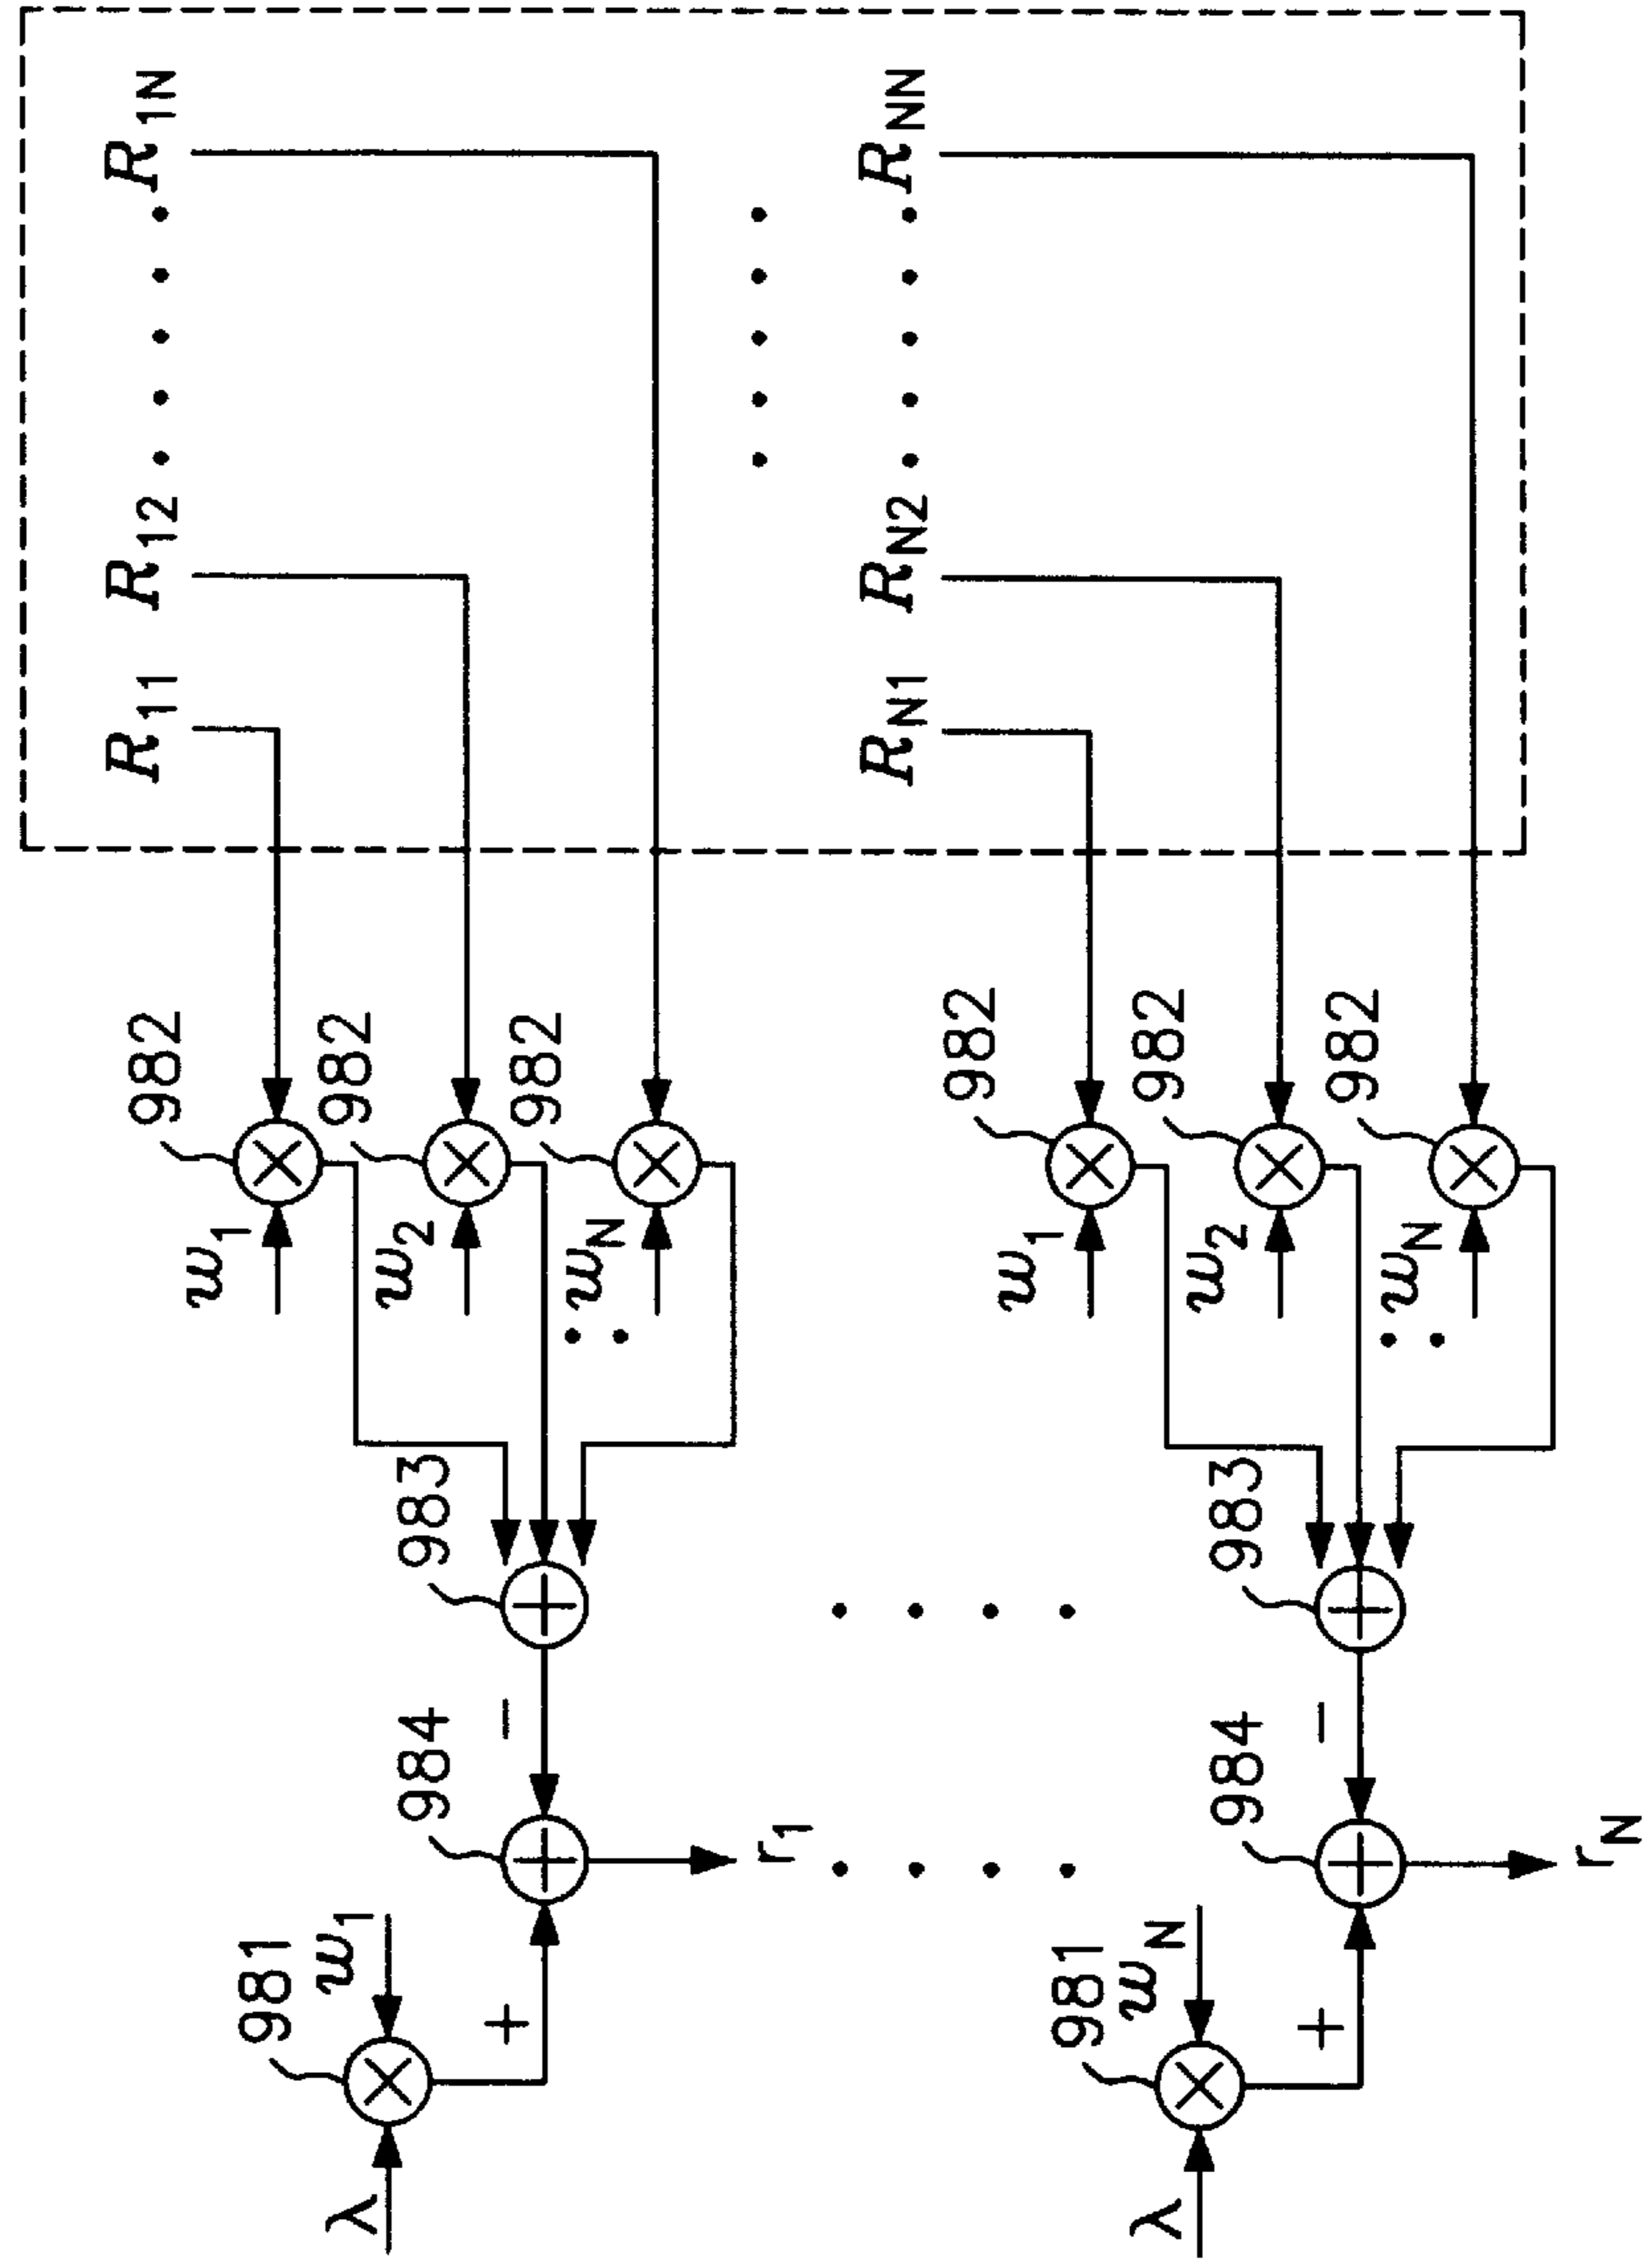 982 R11 R12 . . . . . R1N
w1
981
λ w1 982
w2
984 983
+ −
982
wN
r1
. . . . .
RN1 RN2 . . . . . RNN
982
w1
981
λ wN 982
w2
984 983
+ −
982
wN
rN